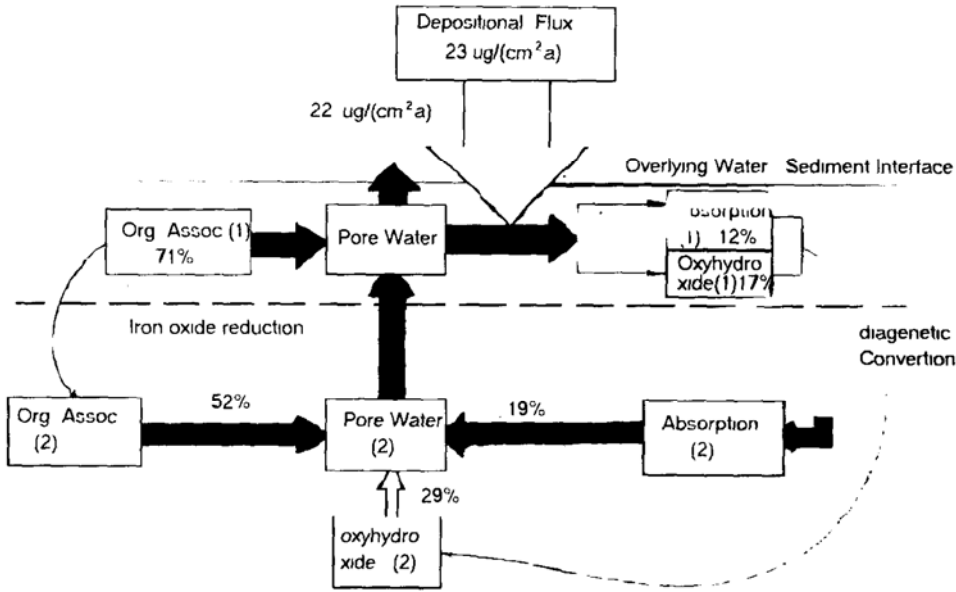 Depositional Flux
23 ug/(cm²a)
22 ug/(cm²a)
Overlying Water Sediment Interface
Org Assoc (1)
71%
Pore Water
12%
Oxyhydro
xide(1)17%
Iron oxide reduction
diagenetic
Convertion
Org Assoc
(2)
52%
Pore Water
(2)
19%
Absorption
(2)
29%
oxyhydro
xide (2)